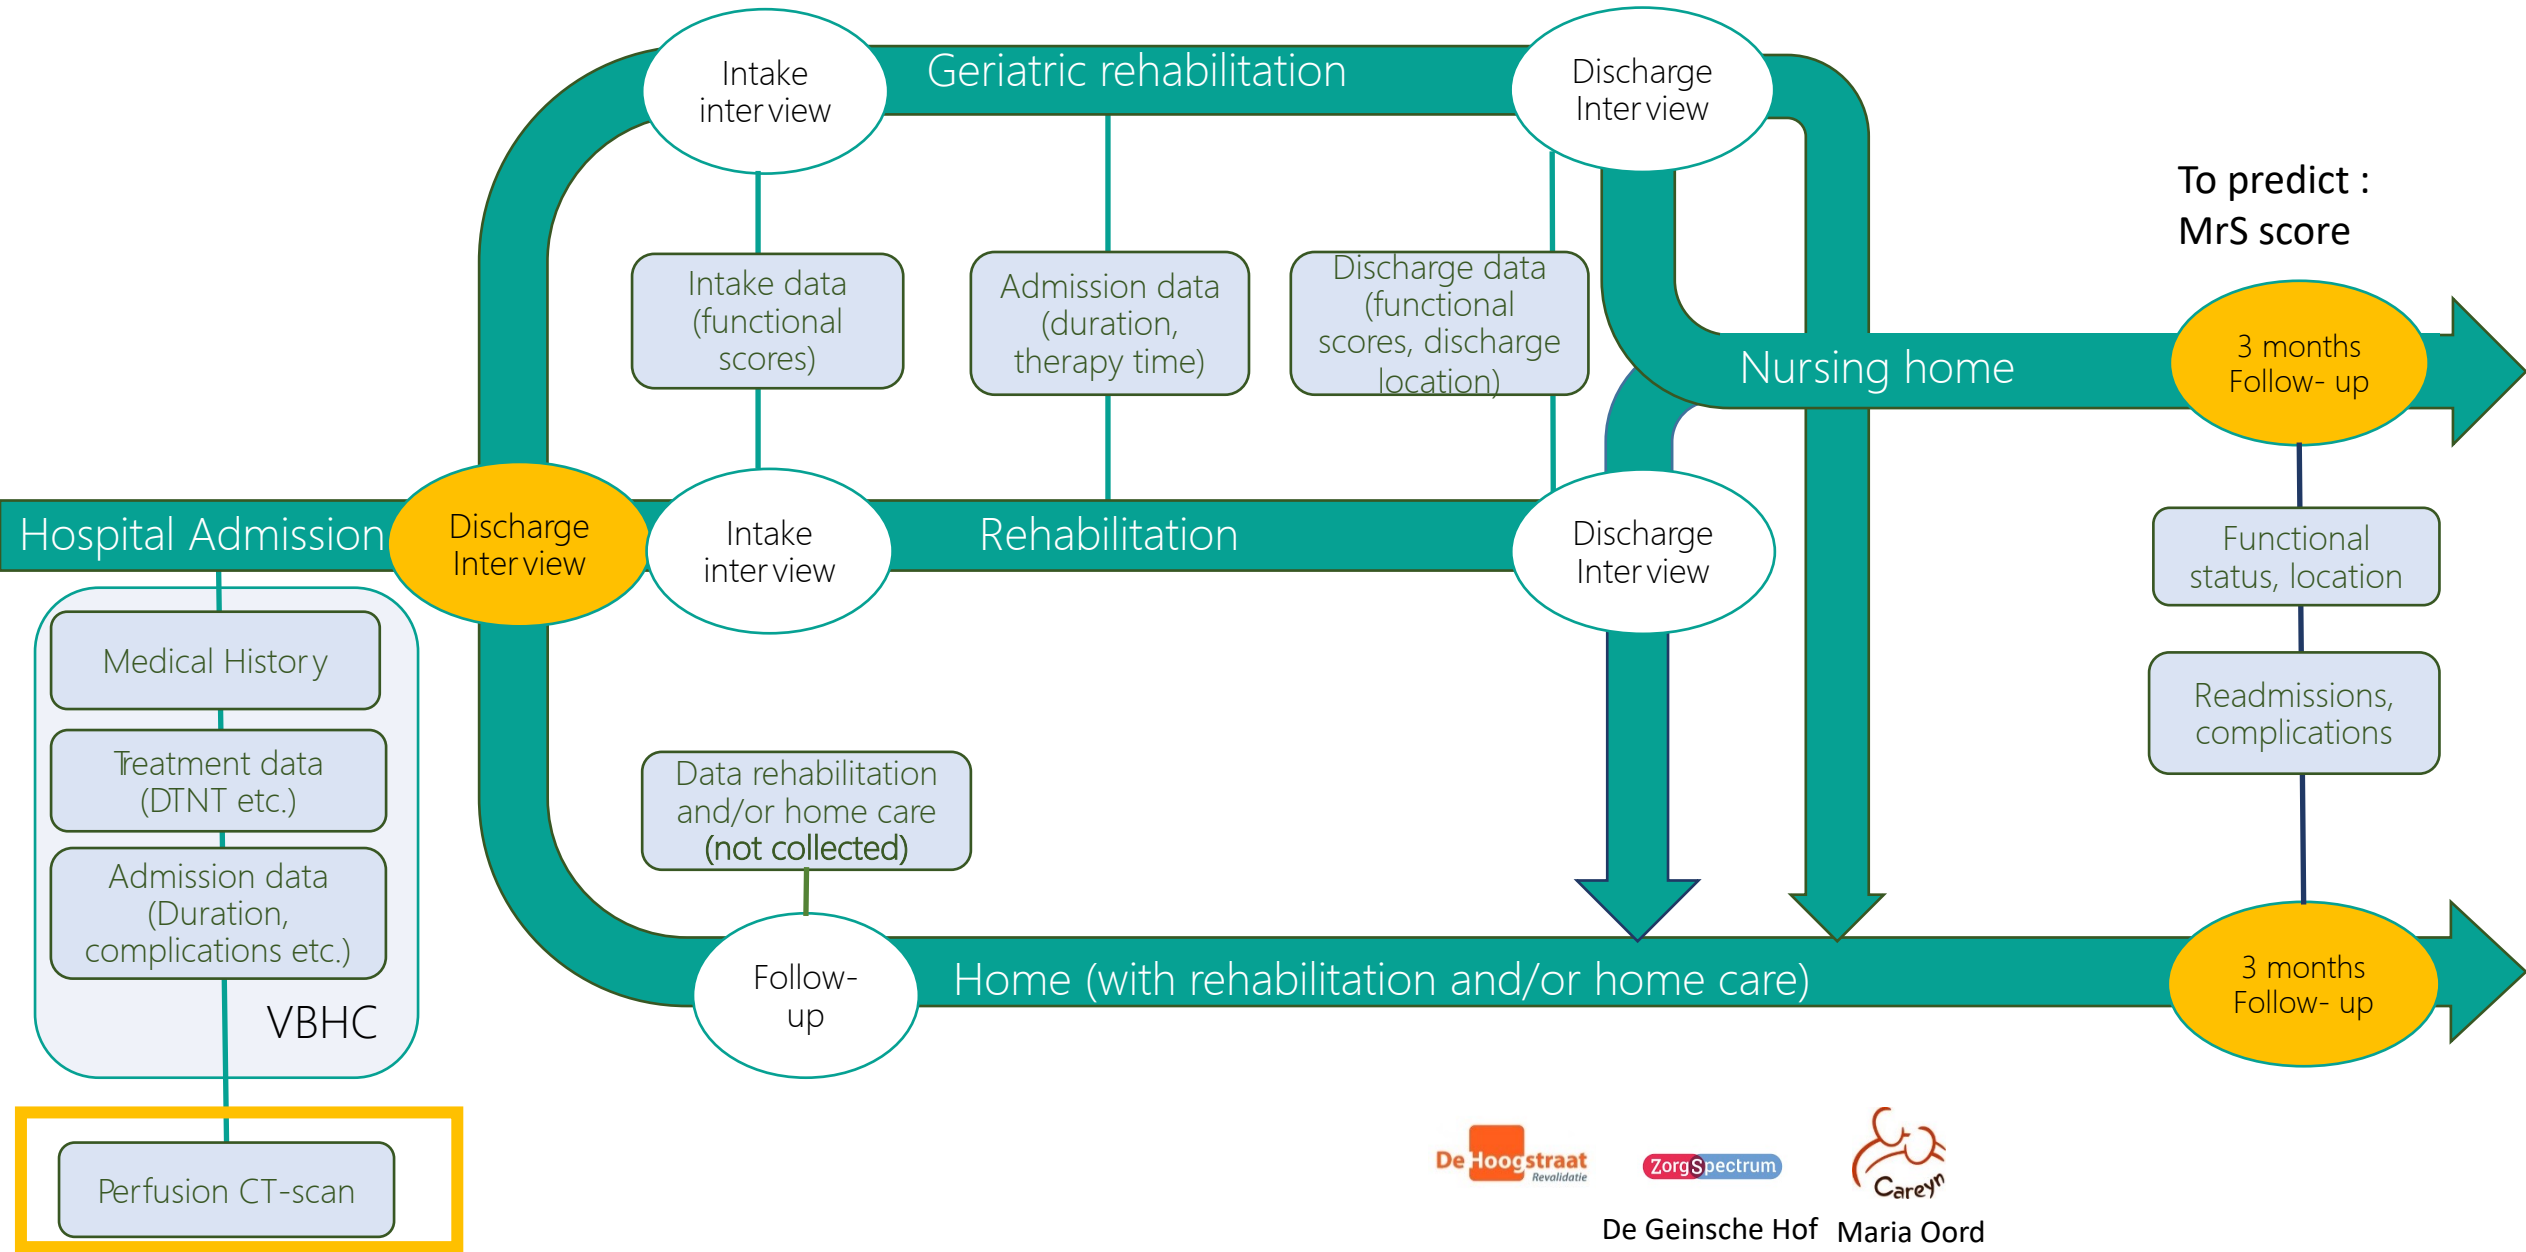 Intake
interview
Geriatric rehabilitation
Discharge
Interview
To predict :
MrS score
Intake data
(functional
scores)
Admission data
(duration,
therapy time)
Discharge data
(functional
scores, discharge
location)
Nursing home
3 months
Follow- up
Hospital Admission
Discharge
Interview
Intake
interview
Rehabilitation
Discharge
Interview
Functional
status, location
Medical History
Treatment data
(DTNT etc.)
Admission data
(Duration,
complications etc.)
VBHC
Readmissions,
complications
Data rehabilitation
and/or home care
(not collected)
Follow-
up
Home (with rehabilitation and/or home care)
3 months
Follow- up
Perfusion CT-scan
De Hoogstraat
Revalidatie
ZorgSpectrum
Careyn
De Geinsche Hof
Maria Oord